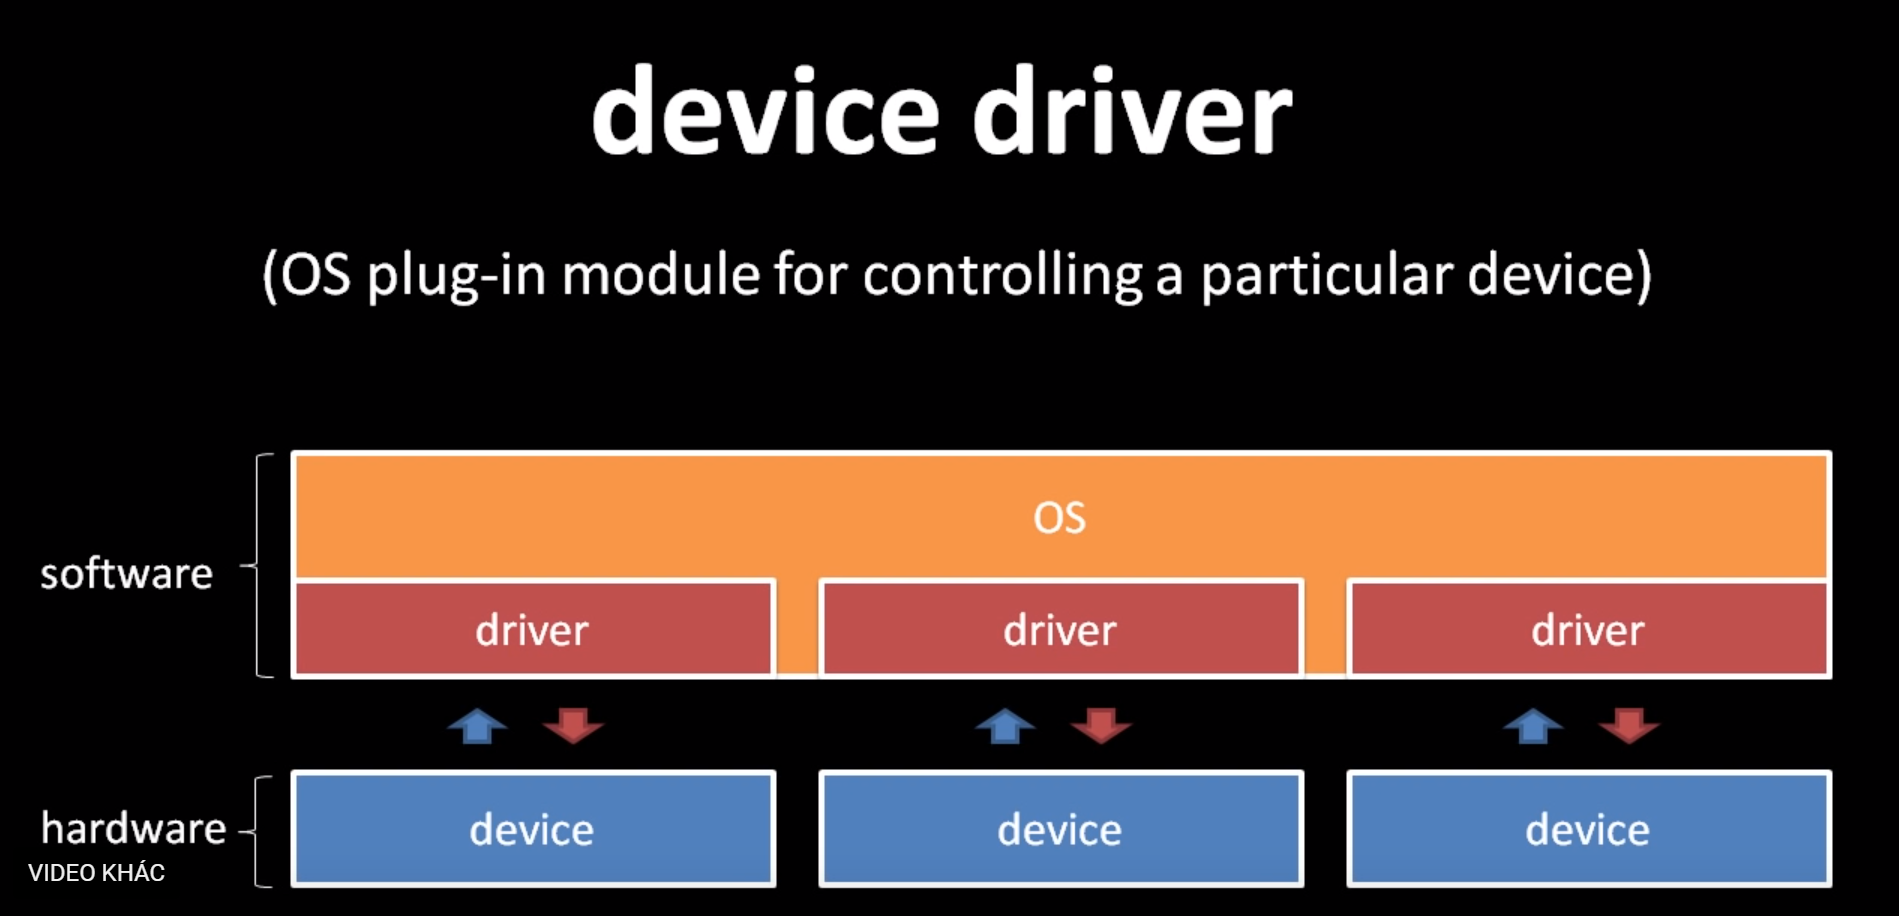 device driver
(OS plug-in module for controlling a particular device)
software
OS
driver driver driver
hardware
device device device
VIDEO KHÁC